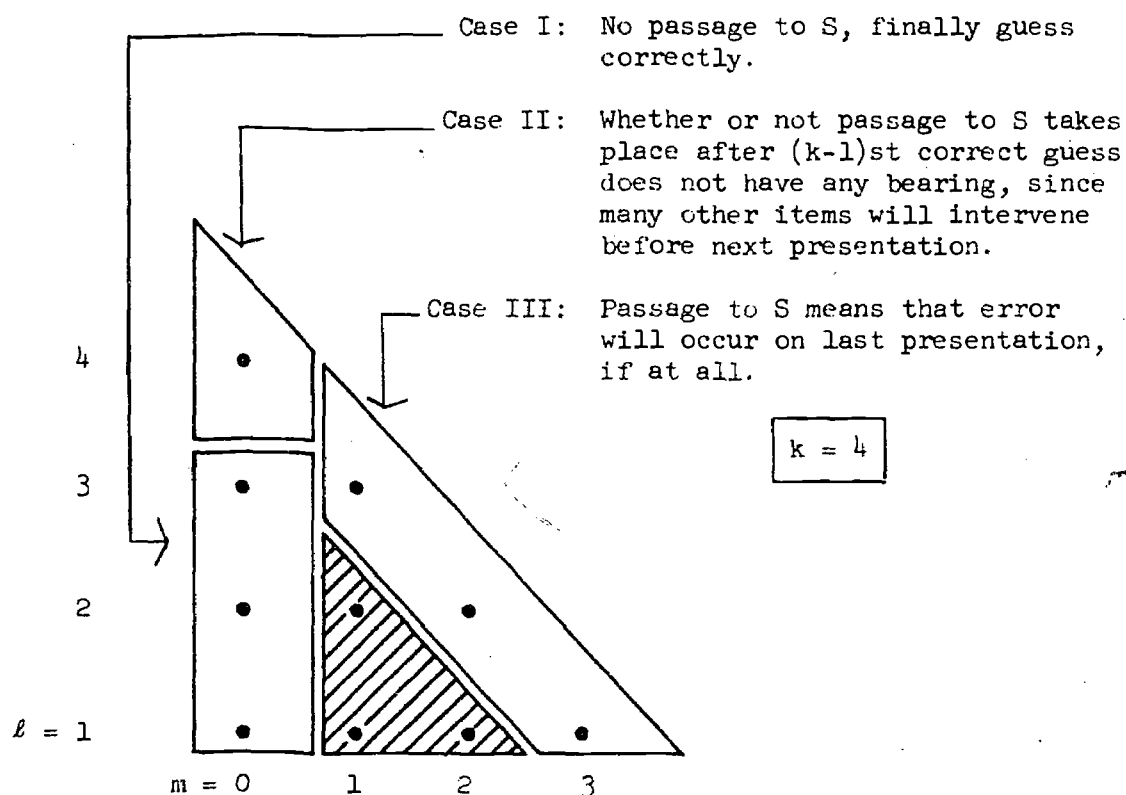 Case I: No passage to S, finally guess
correctly.
Case II: Whether or not passage to S takes
place after (k-1)st correct guess
does not have any bearing, since
many other items will intervene
before next presentation.
Case III: Passage to S means that error
will occur on last presentation,
if at all.
k = 4
4
3
2
ℓ = 1
m = 0 1 2 3